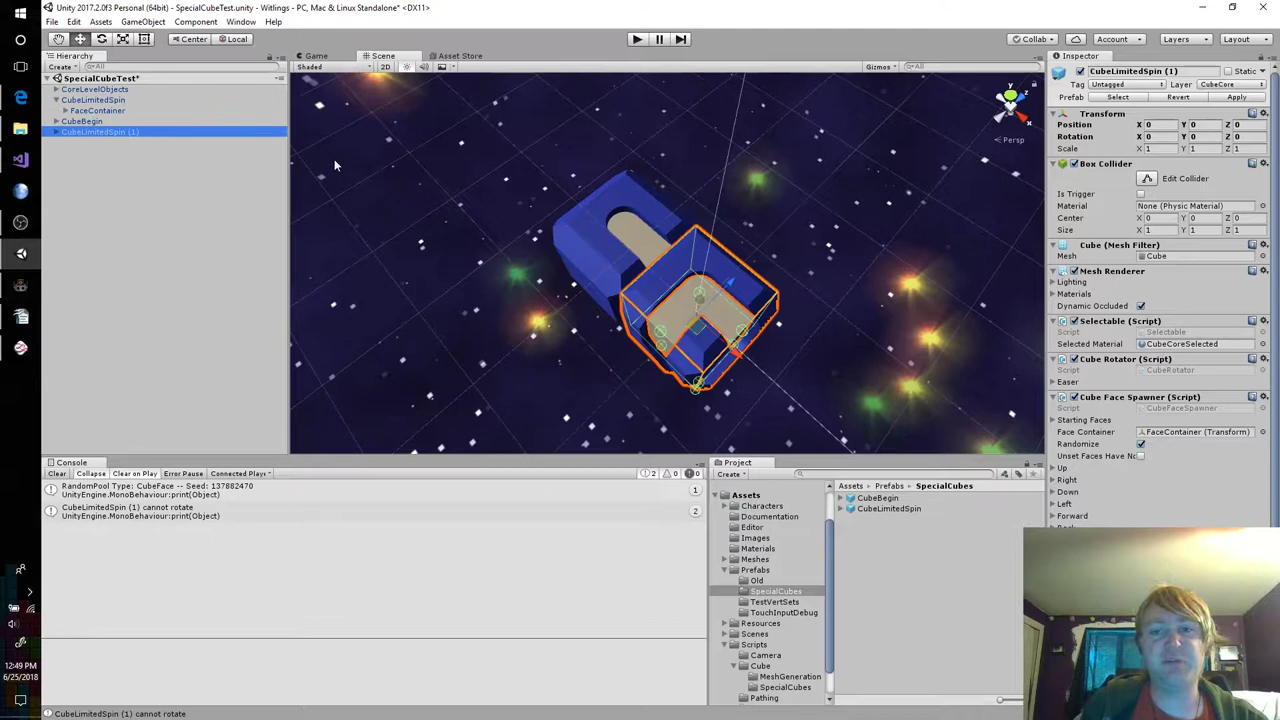 Unity 2017.2.0f3 Personal (64bit) - SpecialCubeTest.unity - Witlings - PC, Mac & Linux Standalone* <DX11>
File Edit Assets GameObject Component Window Help
Center Local Collab Account Layers Layout
Hierarchy
Create All
SpecialCubeTest*
CoreLevelObjects
CubeLimitedSpin
FaceContainer
CubeBegin
CubeLimitedSpin (1)
Game Scene Asset Store
Shaded 2D Gizmos All
y
x
Persp
Inspector
CubeLimitedSpin (1) Static
Tag Untagged Layer CubeCore
Prefab Select Revert Apply
Transform
Position X 0 Y 0 Z 0
Rotation X 0 Y 0 Z 0
Scale X 1 Y 1 Z 1
Box Collider
Edit Collider
Is Trigger
Material None (Physic Material)
Center X 0 Y 0 Z 0
Size X 1 Y 1 Z 1
Cube (Mesh Filter)
Mesh Cube
Mesh Renderer
Lighting
Materials
Dynamic Occluded
Selectable (Script)
Script Selectable
Selected Material CubeCoreSelected
Cube Rotator (Script)
Script CubeRotator
Easer
Cube Face Spawner (Script)
Script CubeFaceSpawner
Starting Faces
Face Container FaceContainer (Transform)
Randomize
Unset Faces Have No
Up
Right
Down
Left
Forward
Console
Clear Collapse Clear on Play Error Pause Connected Player 2 0 0
RandomPool Type: CubeFace -- Seed: 137882470
UnityEngine.MonoBehaviour:print(Object)
1
CubeLimitedSpin (1) cannot rotate
UnityEngine.MonoBehaviour:print(Object)
2
Project
Create
Assets
Characters
Documentation
Editor
Images
Materials
Meshes
Prefabs
Old
SpecialCubes
TestVertSets
TouchInputDebug
Resources
Scenes
Scripts
Camera
Cube
MeshGeneration
SpecialCubes
Pathing
Assets Prefabs SpecialCubes
CubeBegin
CubeLimitedSpin
12:49 PM
6/25/2018
CubeLimitedSpin (1) cannot rotate